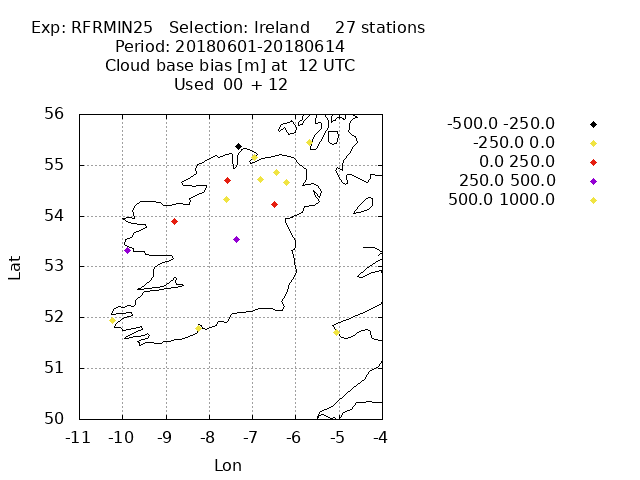 Exp: RFRMIN25 Selection: Ireland 27 stations
Period: 20180601-20180614
Cloud base bias [m] at 12 UTC
Used 00 + 12
-500.0 -250.0
-250.0 0.0
0.0 250.0
250.0 500.0
500.0 1000.0
56
55
54
53
52
51
50
Lat
-11 -10 -9 -8 -7 -6 -5 -4
Lon